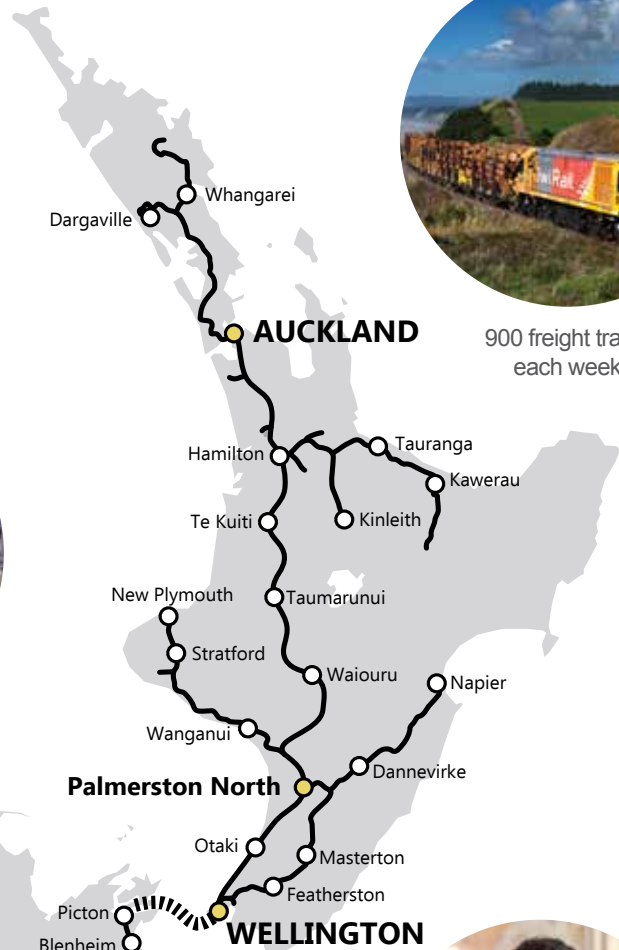 Whangarei
Dargaville
AUCKLAND
900 freight
each week
Hamilton
Tauranga
Kawerau
Te Kuiti
Kinleith
New Plymouth
Taumarunui
Stratford
Waiouru
Napier
Wanganui
Dannevirke
Palmerston North
Otaki
Masterton
Featherston
Picton
WELLINGTON
Blenheim